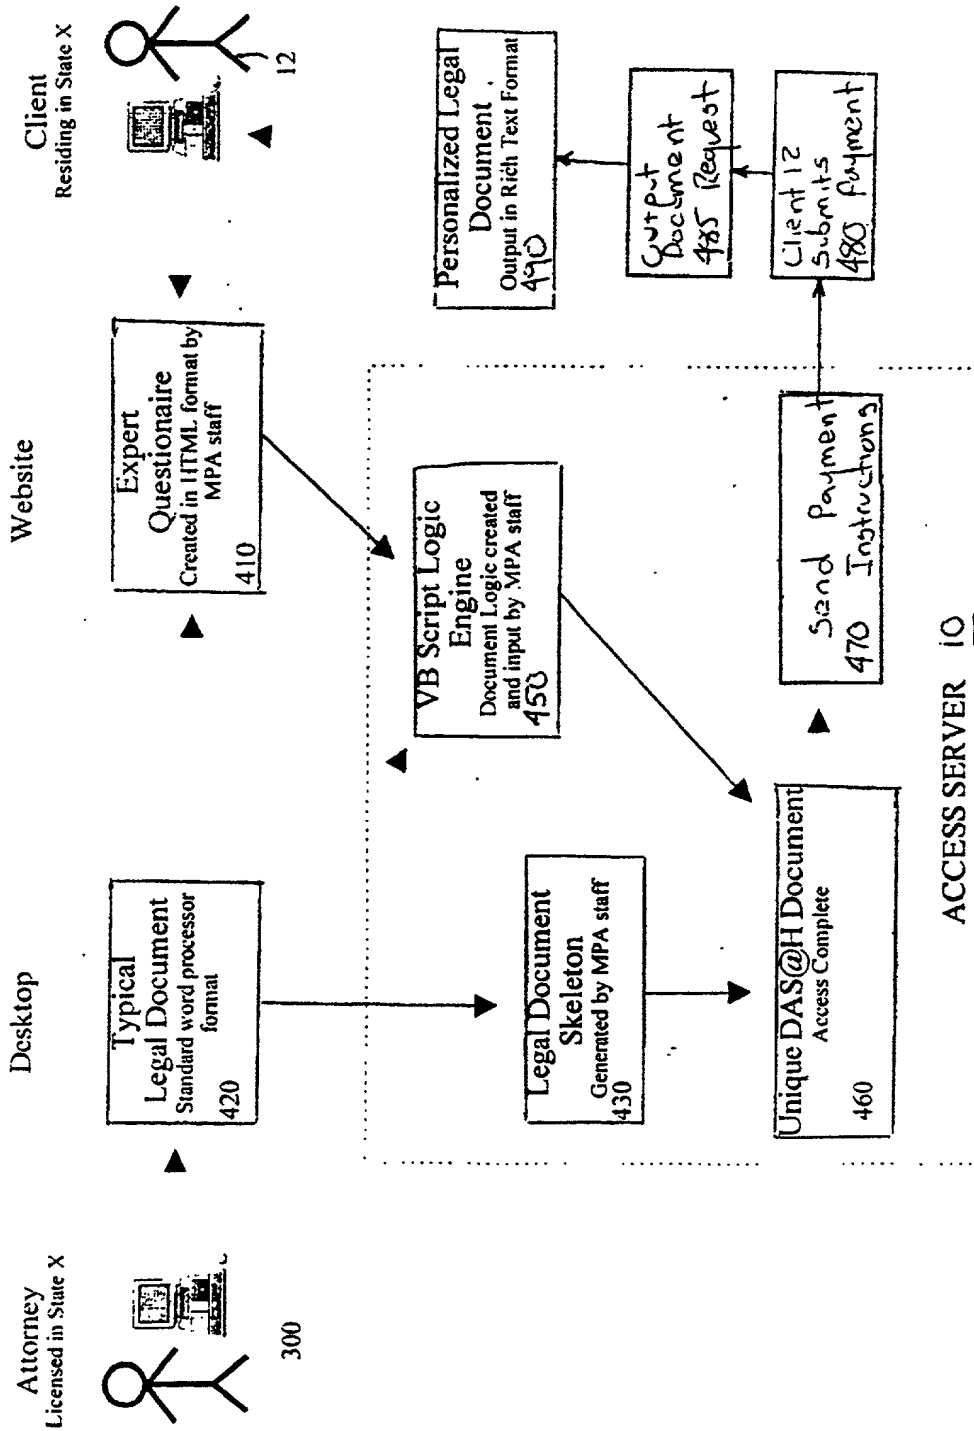 Attorney
Licensed in State X
300
Desktop
Typical
Legal Document
Standard word processor
format
420
Website
Expert
Questionaire
Created in HTML format by
MPA staff
410
Client
Residing in State X
12
VB Script Logic
Engine
Document Logic created
and input by MPA staff
450
Legal Document
Skeleton
Generated by MPA staff
430
Unique DAS@H Document
Access Complete
460
Send Payment
470 Instructions
Client 12
Submits
480 Payment
Output
Document
485 Request
Personalized Legal
Document
Output in Rich Text Format
490
ACCESS SERVER 10